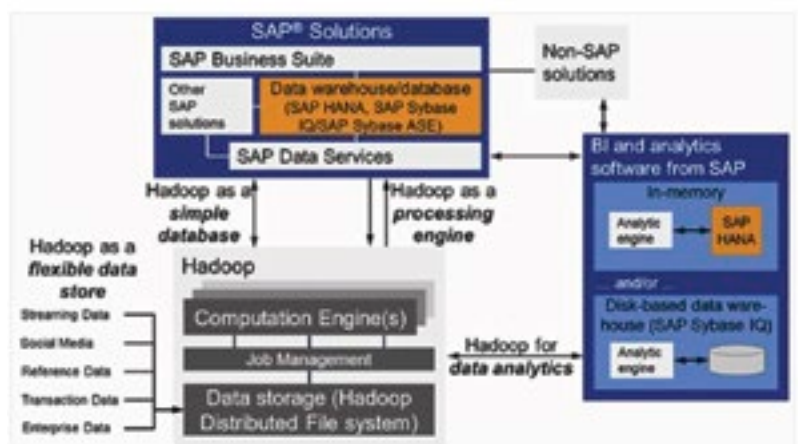 SAP® Solutions
SAP Business Suite
Other
SAP
solutions
Data warehouse/database
(SAP HANA, SAP Sybase
IQ/SAP Sybase ASE)
SAP Data Services
Non-SAP
solutions
BI and analytics
software from SAP
In-memory
Analytic
engine
SAP
HANA
... and/or ...
Disk-based data ware-
house (SAP Sybase IQ)
Analytic
engine
Hadoop as a
simple
database
Hadoop as a
processing
engine
Hadoop as a
flexible data
store
Streaming Data
Social Media
Reference Data
Transaction Data
Enterprise Data
Hadoop
Computation Engine(s)
Job Management
Data storage (Hadoop
Distributed File system)
Hadoop for
data analytics